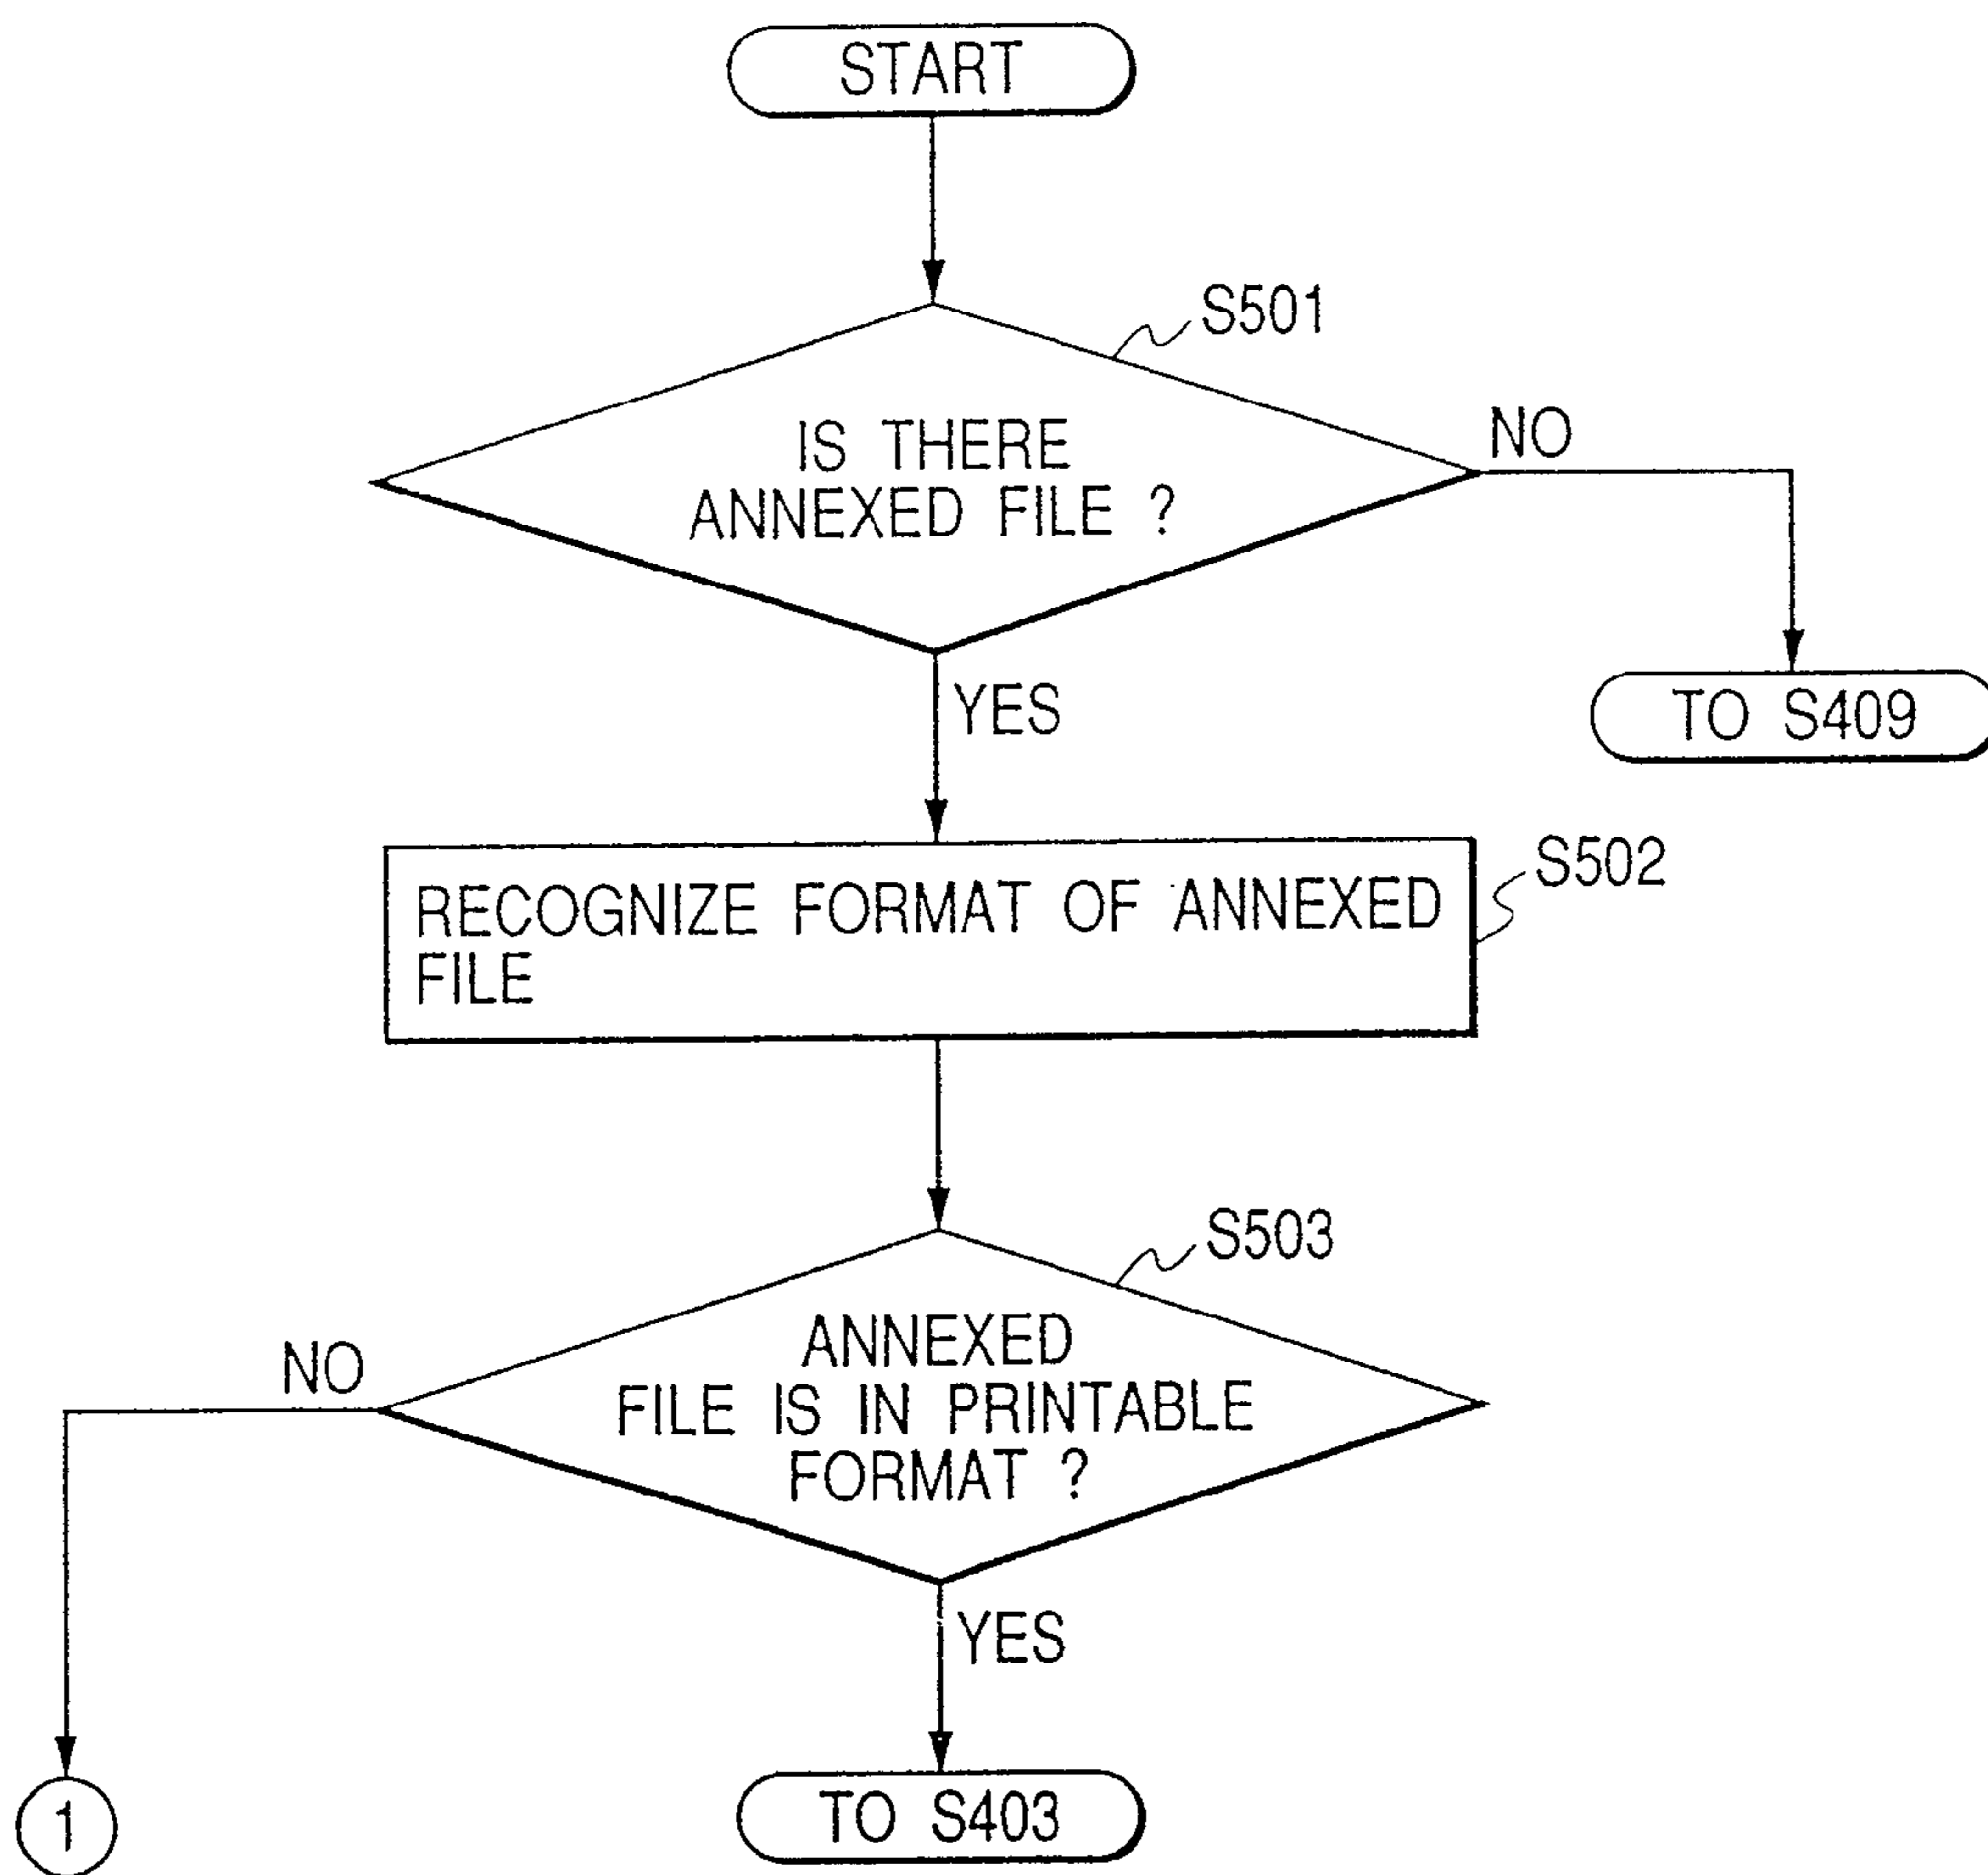 START
S501
IS THERE
ANNEXED FILE ?
NO
YES
TO S409
S502
RECOGNIZE FORMAT OF ANNEXED
FILE
S503
ANNEXED
FILE IS IN PRINTABLE
FORMAT ?
NO
YES
1
TO S403